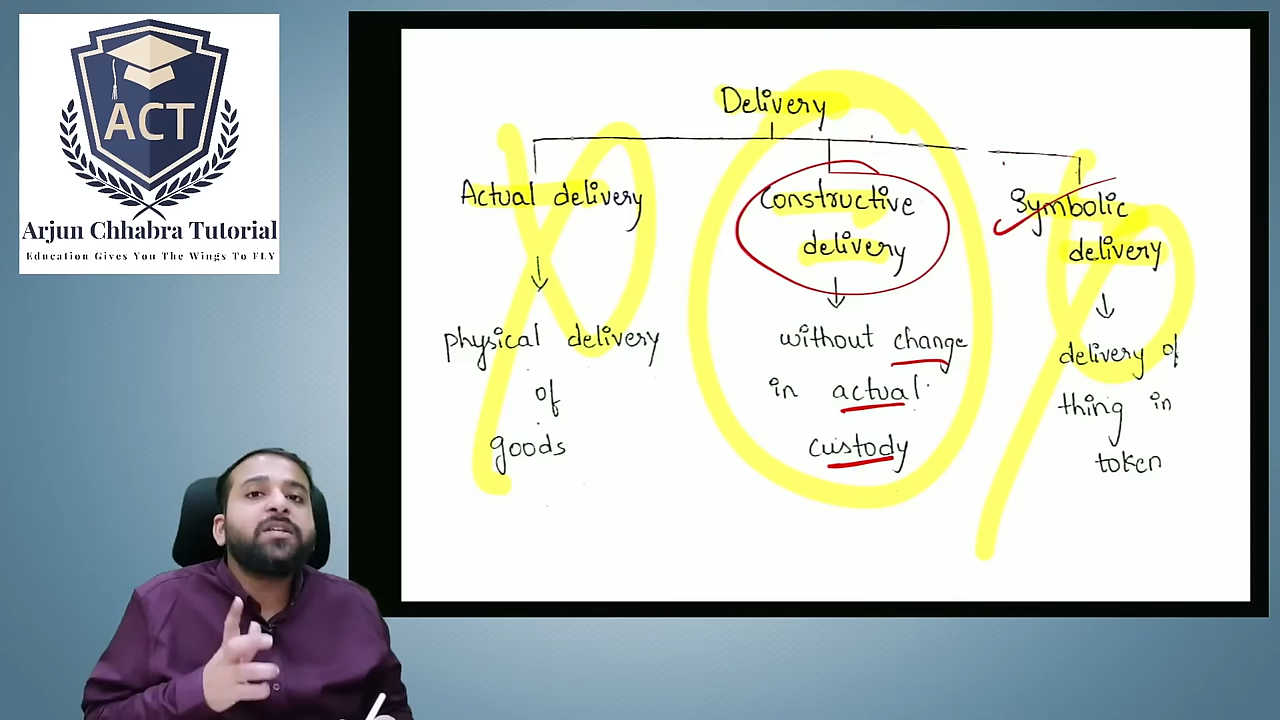 ACT
Arjun Chhabra Tutorial
Education Gives You The Wings To FLY
Delivery
Actual delivery
physical delivery
of
goods
Constructive
delivery
without change
in actual
custody
Symbolic
delivery
delivery of
thing in
token